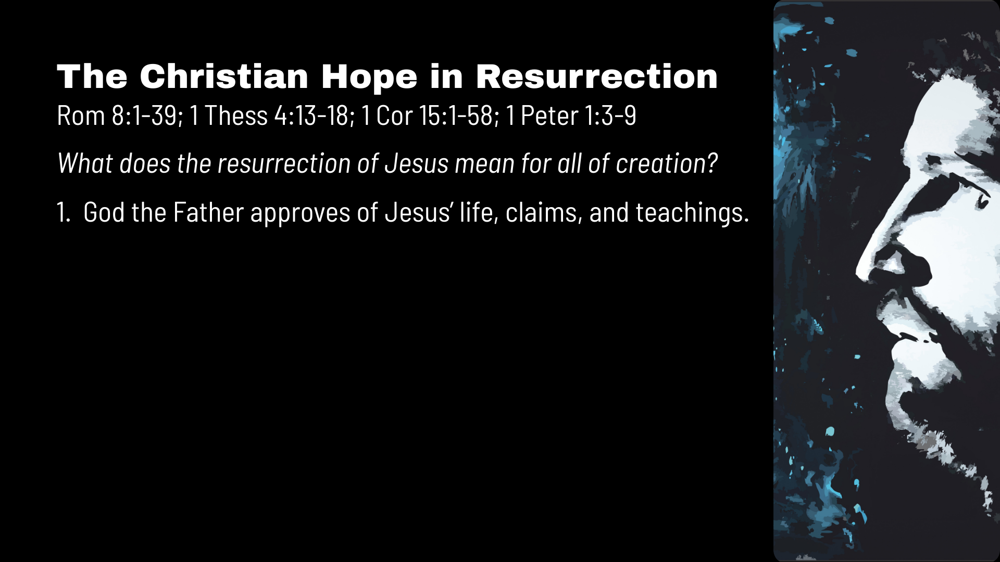 The Christian Hope in Resurrection
Rom 8:1-39; 1 Thess 4:13-18; 1 Cor 15:1-58; 1 Peter 1:3-9
What does the resurrection of Jesus mean for all of creation?
1. God the Father approves of Jesus’ life, claims, and teachings.